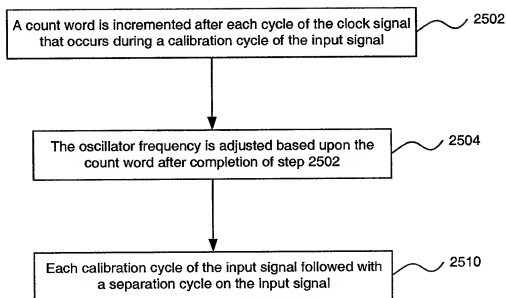 A count word is incremented after each cycle of the clock signal
that occurs during a calibration cycle of the input signal
2502
The oscillator frequency is adjusted based upon the
count word after completion of step 2502
2504
Each calibration cycle of the input signal followed with
a separation cycle on the input signal
2510